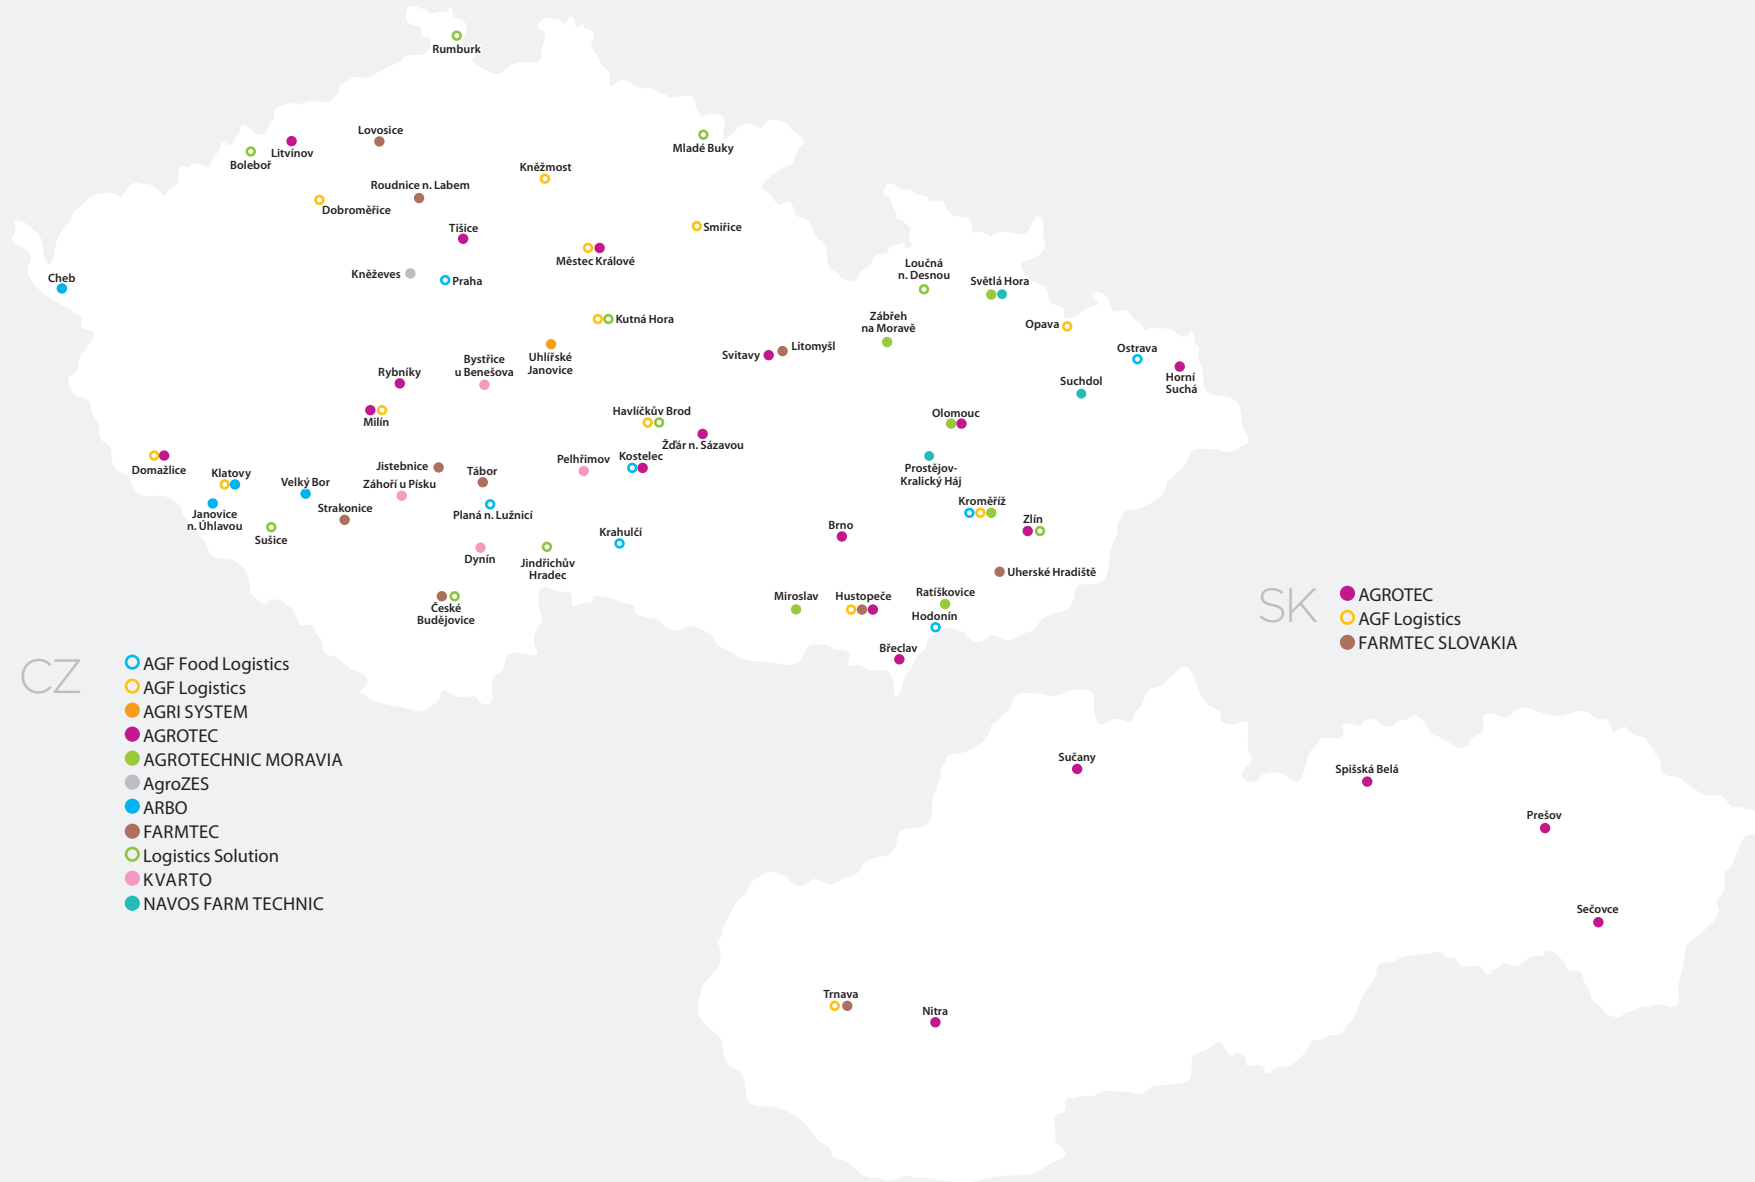 Rumburk
Lovosice
Litvínov
Boleboř
Mladé Buky
Kněžmost
Roudnice n. Labem
Dobroměřice
Tišice
Smiřice
Městec Králové
Kněževes
Praha
Cheb
Loučná
n. Desnou
Světlá Hora
Kutná Hora
Zábřeh
na Moravě
Opava
Ostrava
Svitavy
Litomyšl
Uhlířské
Janovice
Bystřice
u Benešova
Rybníky
Horní
Suchá
Suchdol
Milín
Havlíčkův Brod
Olomouc
Žďár n. Sázavou
Domažlice
Klatovy
Jistebnice
Tábor
Pelhřimov
Kostelec
Prostějov-
Kralický Háj
Velký Bor
Záhoří u Písku
Janovice
n. Úhlavou
Strakonice
Planá n. Lužnicí
Kroměříž
Zlín
Sušice
Krahulčí
Brno
Dynín
Jindřichův
Hradec
Uherské Hradiště
Miroslav
Hustopeče
Ratíškovice
Hodonín
České
Budějovice
Břeclav
CZ
AGF Food Logistics
AGF Logistics
AGRI SYSTEM
AGROTEC
AGROTECHNIC MORAVIA
AgroZES
ARBO
FARMTEC
Logistics Solution
KVARTO
NAVOS FARM TECHNIC
SK
AGROTEC
AGF Logistics
FARMTEC SLOVAKIA
Sučany
Spišská Belá
Prešov
Sečovce
Trnava
Nitra